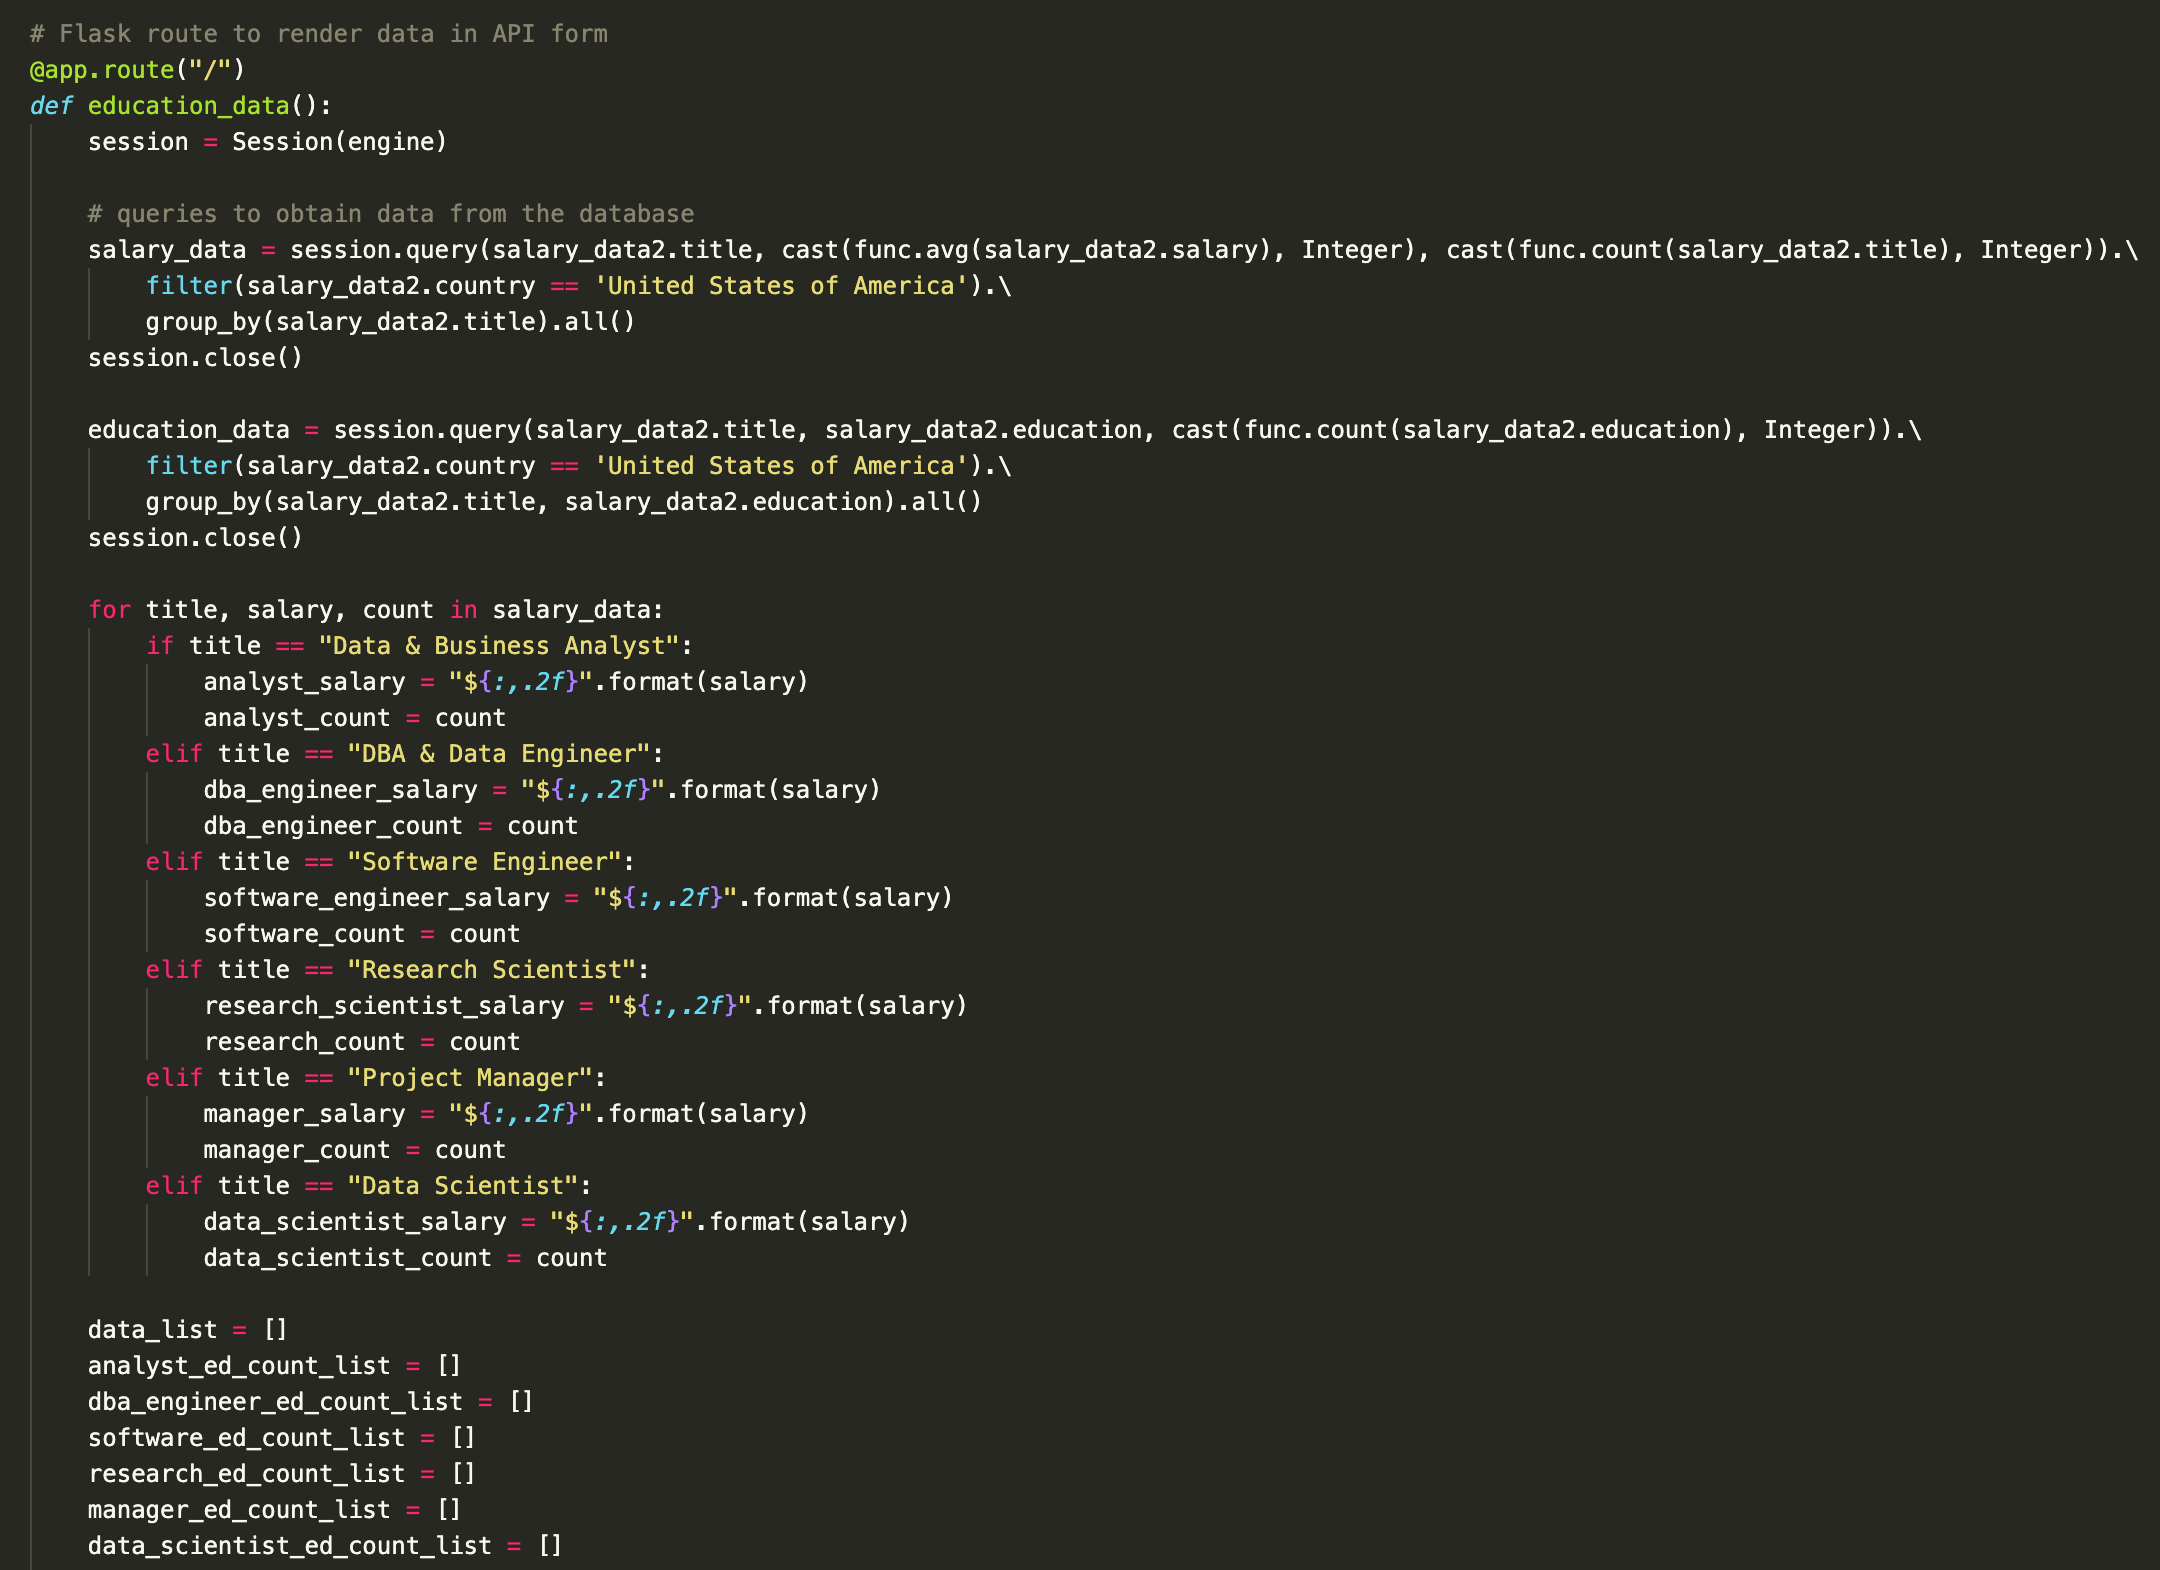 # Flask route to render data in API form
@app.route("/")
def education_data():
    session = Session(engine)

    # queries to obtain data from the database
    salary_data = session.query(salary_data2.title, cast(func.avg(salary_data2.salary), Integer), cast(func.count(salary_data2.title), Integer)).\
        filter(salary_data2.country == 'United States of America').\
        group_by(salary_data2.title).all()
    session.close()

    education_data = session.query(salary_data2.title, salary_data2.education, cast(func.count(salary_data2.education), Integer)).\
        filter(salary_data2.country == 'United States of America').\
        group_by(salary_data2.title, salary_data2.education).all()
    session.close()

    for title, salary, count in salary_data:
        if title == "Data & Business Analyst":
            analyst_salary = "${:,.2f}".format(salary)
            analyst_count = count
        elif title == "DBA & Data Engineer":
            dba_engineer_salary = "${:,.2f}".format(salary)
            dba_engineer_count = count
        elif title == "Software Engineer":
            software_engineer_salary = "${:,.2f}".format(salary)
            software_count = count
        elif title == "Research Scientist":
            research_scientist_salary = "${:,.2f}".format(salary)
            research_count = count
        elif title == "Project Manager":
            manager_salary = "${:,.2f}".format(salary)
            manager_count = count
        elif title == "Data Scientist":
            data_scientist_salary = "${:,.2f}".format(salary)
            data_scientist_count = count

    data_list = []
    analyst_ed_count_list = []
    dba_engineer_ed_count_list = []
    software_ed_count_list = []
    research_ed_count_list = []
    manager_ed_count_list = []
    data_scientist_ed_count_list = []